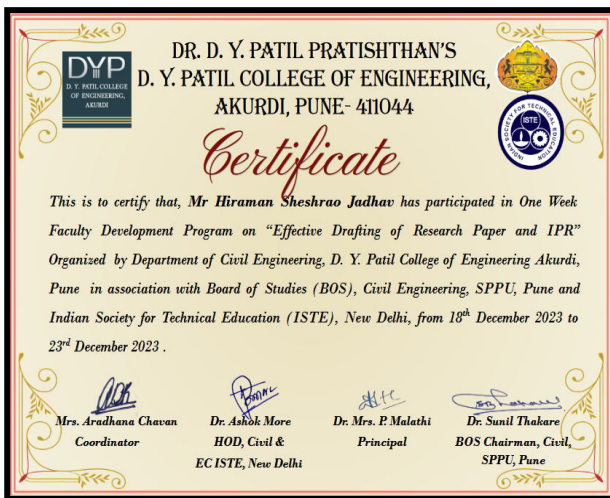 DYP
D. Y. PATIL COLLEGE
OF ENGINEERING,
AKURDI
DR. D. Y. PATIL PRATISHTHAN'S
D. Y. PATIL COLLEGE OF ENGINEERING,
AKURDI, PUNE- 411044
INDIAN SOCIETY FOR TECHNICAL EDUCATION
ISTE
Certificate
This is to certify that, Mr Hiraman Sheshrao Jadhav has participated in One Week
Faculty Development Program on “Effective Drafting of Research Paper and IPR”
Organized by Department of Civil Engineering, D. Y. Patil College of Engineering Akurdi,
Pune in association with Board of Studies (BOS), Civil Engineering, SPPU, Pune and
Indian Society for Technical Education (ISTE), New Delhi, from 18th December 2023 to
23rd December 2023 .
Mrs. Aradhana Chavan
Coordinator
Dr. Ashok More
HOD, Civil &
EC ISTE, New Delhi
Dr. Mrs. P. Malathi
Principal
Dr. Sunil Thakare
BOS Chairman, Civil,
SPPU, Pune